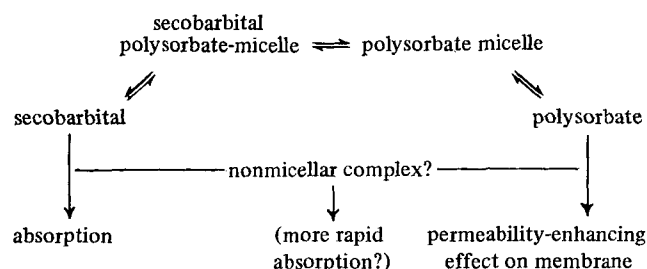 secobarbital
polysorbate-micelle ⇌ polysorbate micelle
secobarbital polysorbate
nonmicellar complex?
absorption (more rapid permeability-enhancing
absorption?) effect on membrane